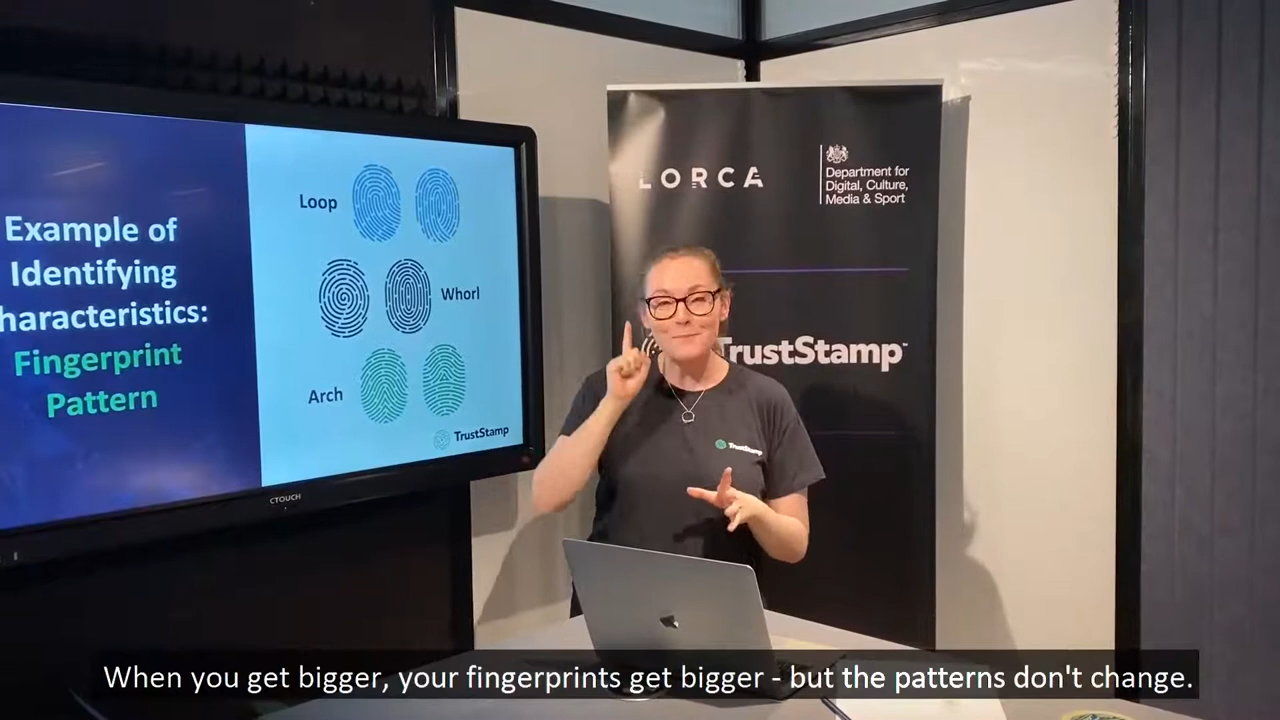 Example of
Identifying
haracteristics:
Fingerprint
Pattern
Loop
Whorl
Arch
TrustStamp
CTOUCH
LORCA
Department for
Digital, Culture,
Media & Sport
TrustStamp™
TrustStamp
When you get bigger, your fingerprints get bigger - but the patterns don't change.